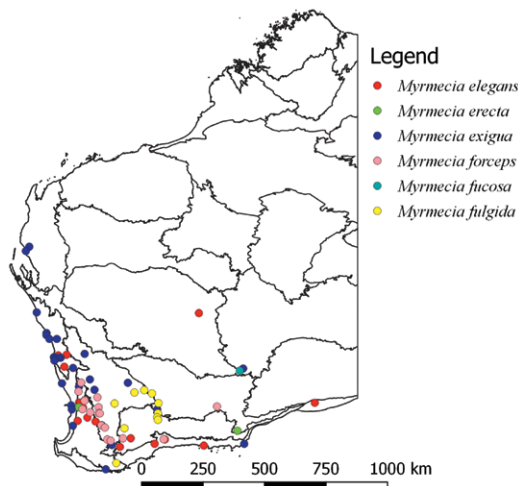 Legend
Myrmecia elegans
Myrmecia erecta
Myrmecia exigua
Myrmecia forceps
Myrmecia fucosa
Myrmecia fulgida
0 250 500 750 1000 km